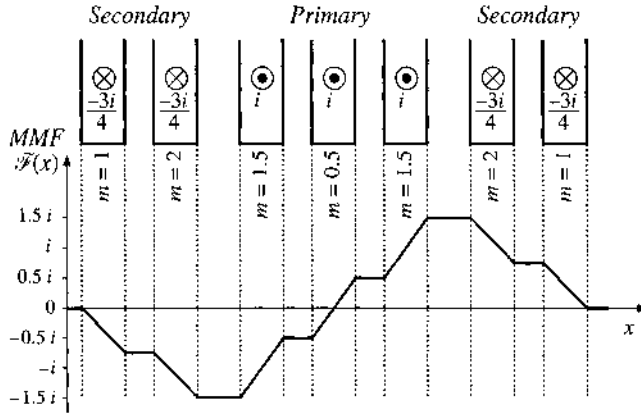 Secondary Primary Secondary
⊗ ⊗ ⊙ ⊙ ⊙ ⊗ ⊗
-3i/4 -3i/4 i i i -3i/4 -3i/4
MMF
ℱ(x)
m = 1 m = 2 m = 1.5 m = 0.5 m = 1.5 m = 2 m = 1
1.5 i
i
0.5 i
0
x
-0.5 i
-i
-1.5 i